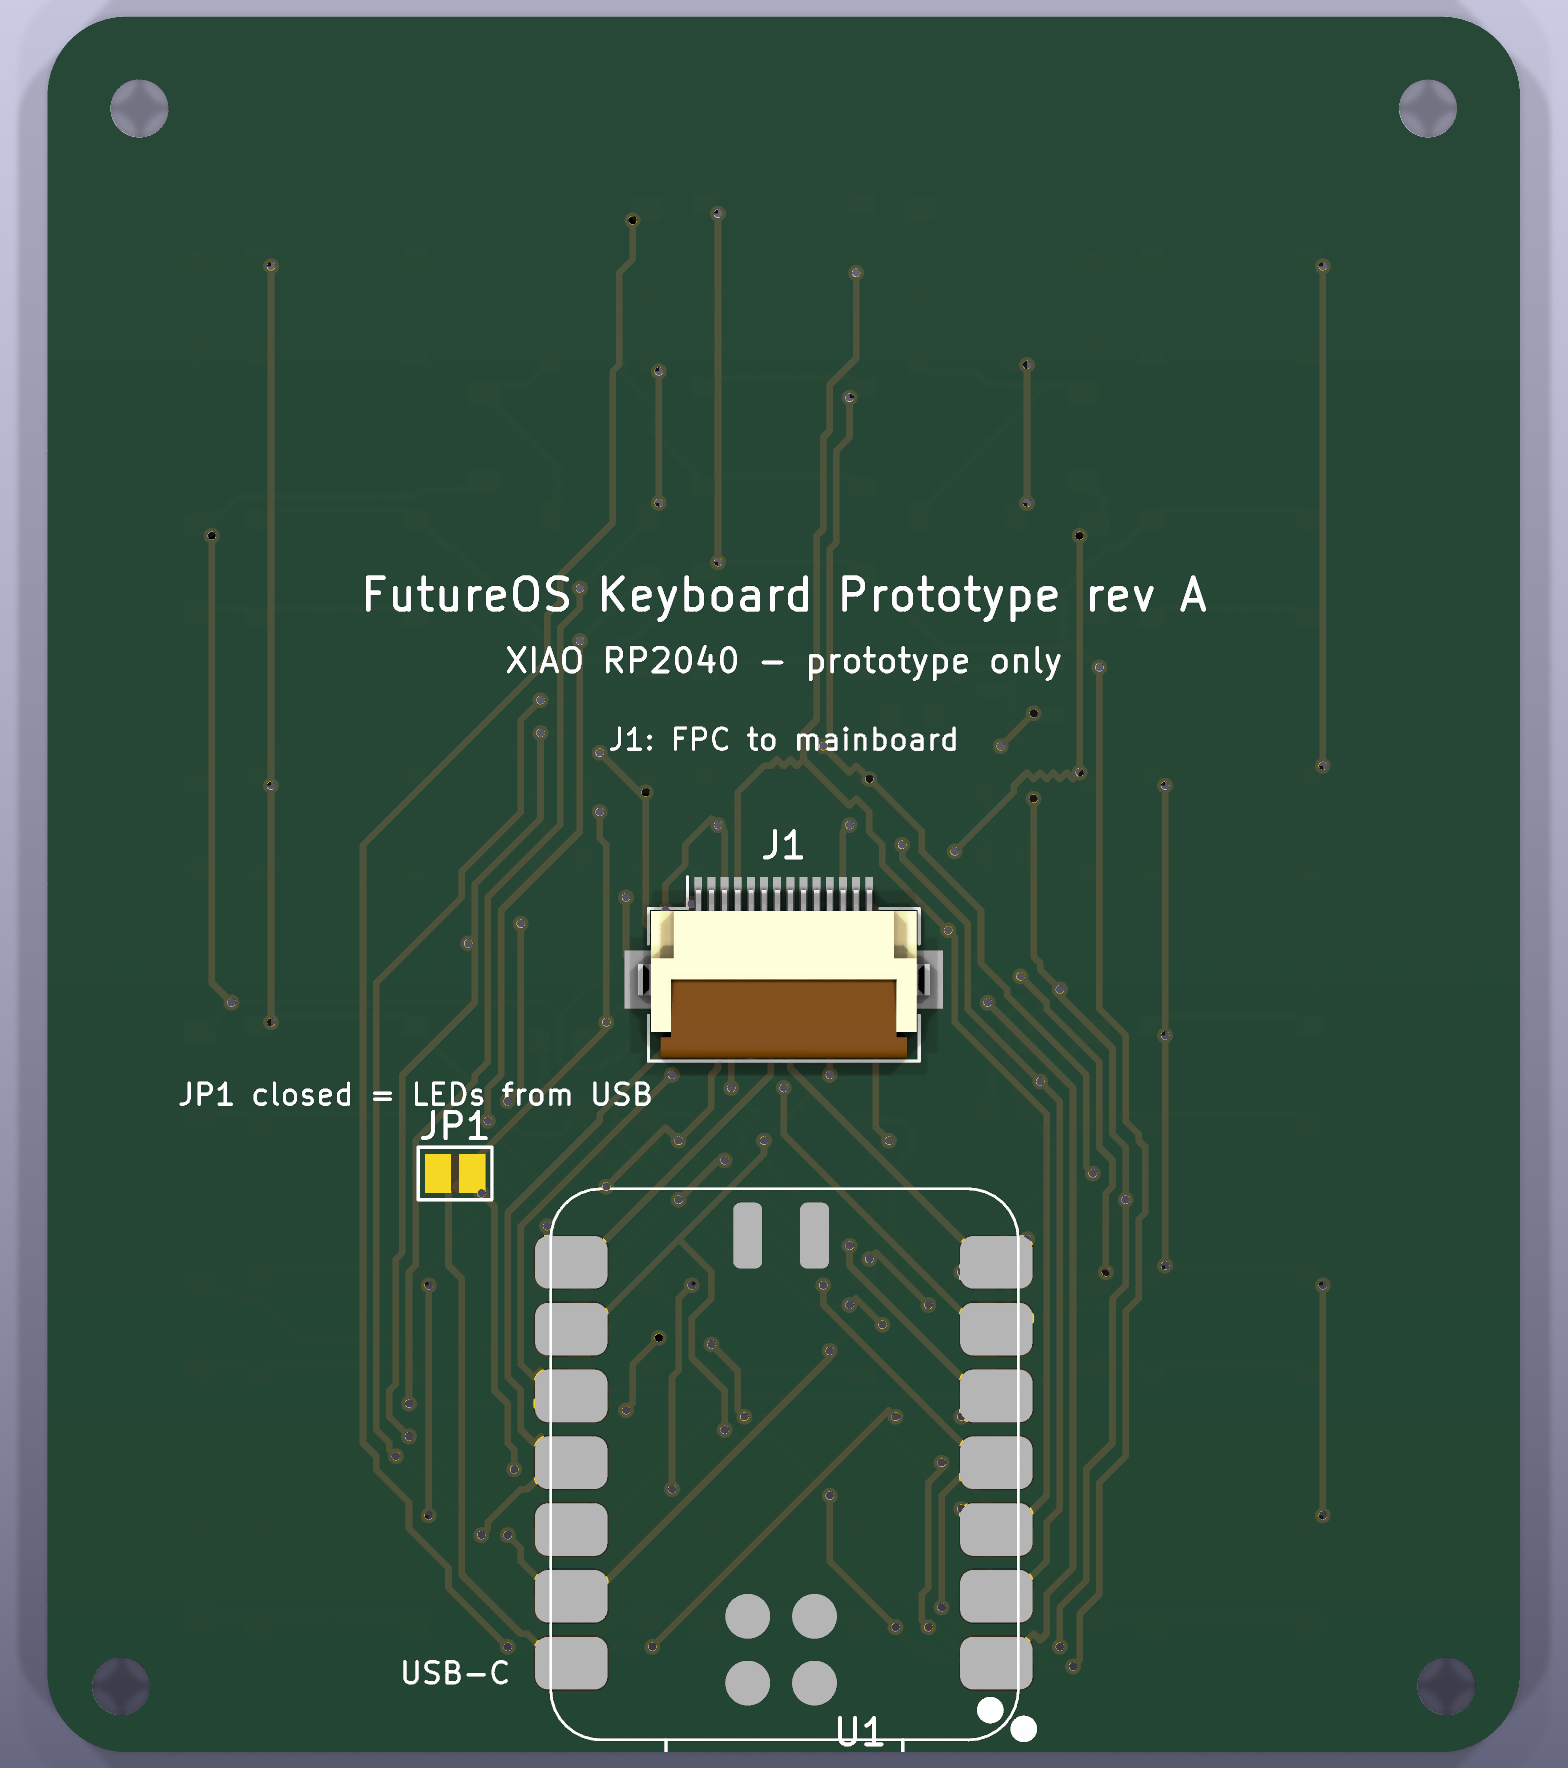 FutureOS Keyboard Prototype rev A
XIAO RP2040 – prototype only
J1: FPC to mainboard
J1
JP1 closed = LEDs from USB
JP1
USB–C
U1